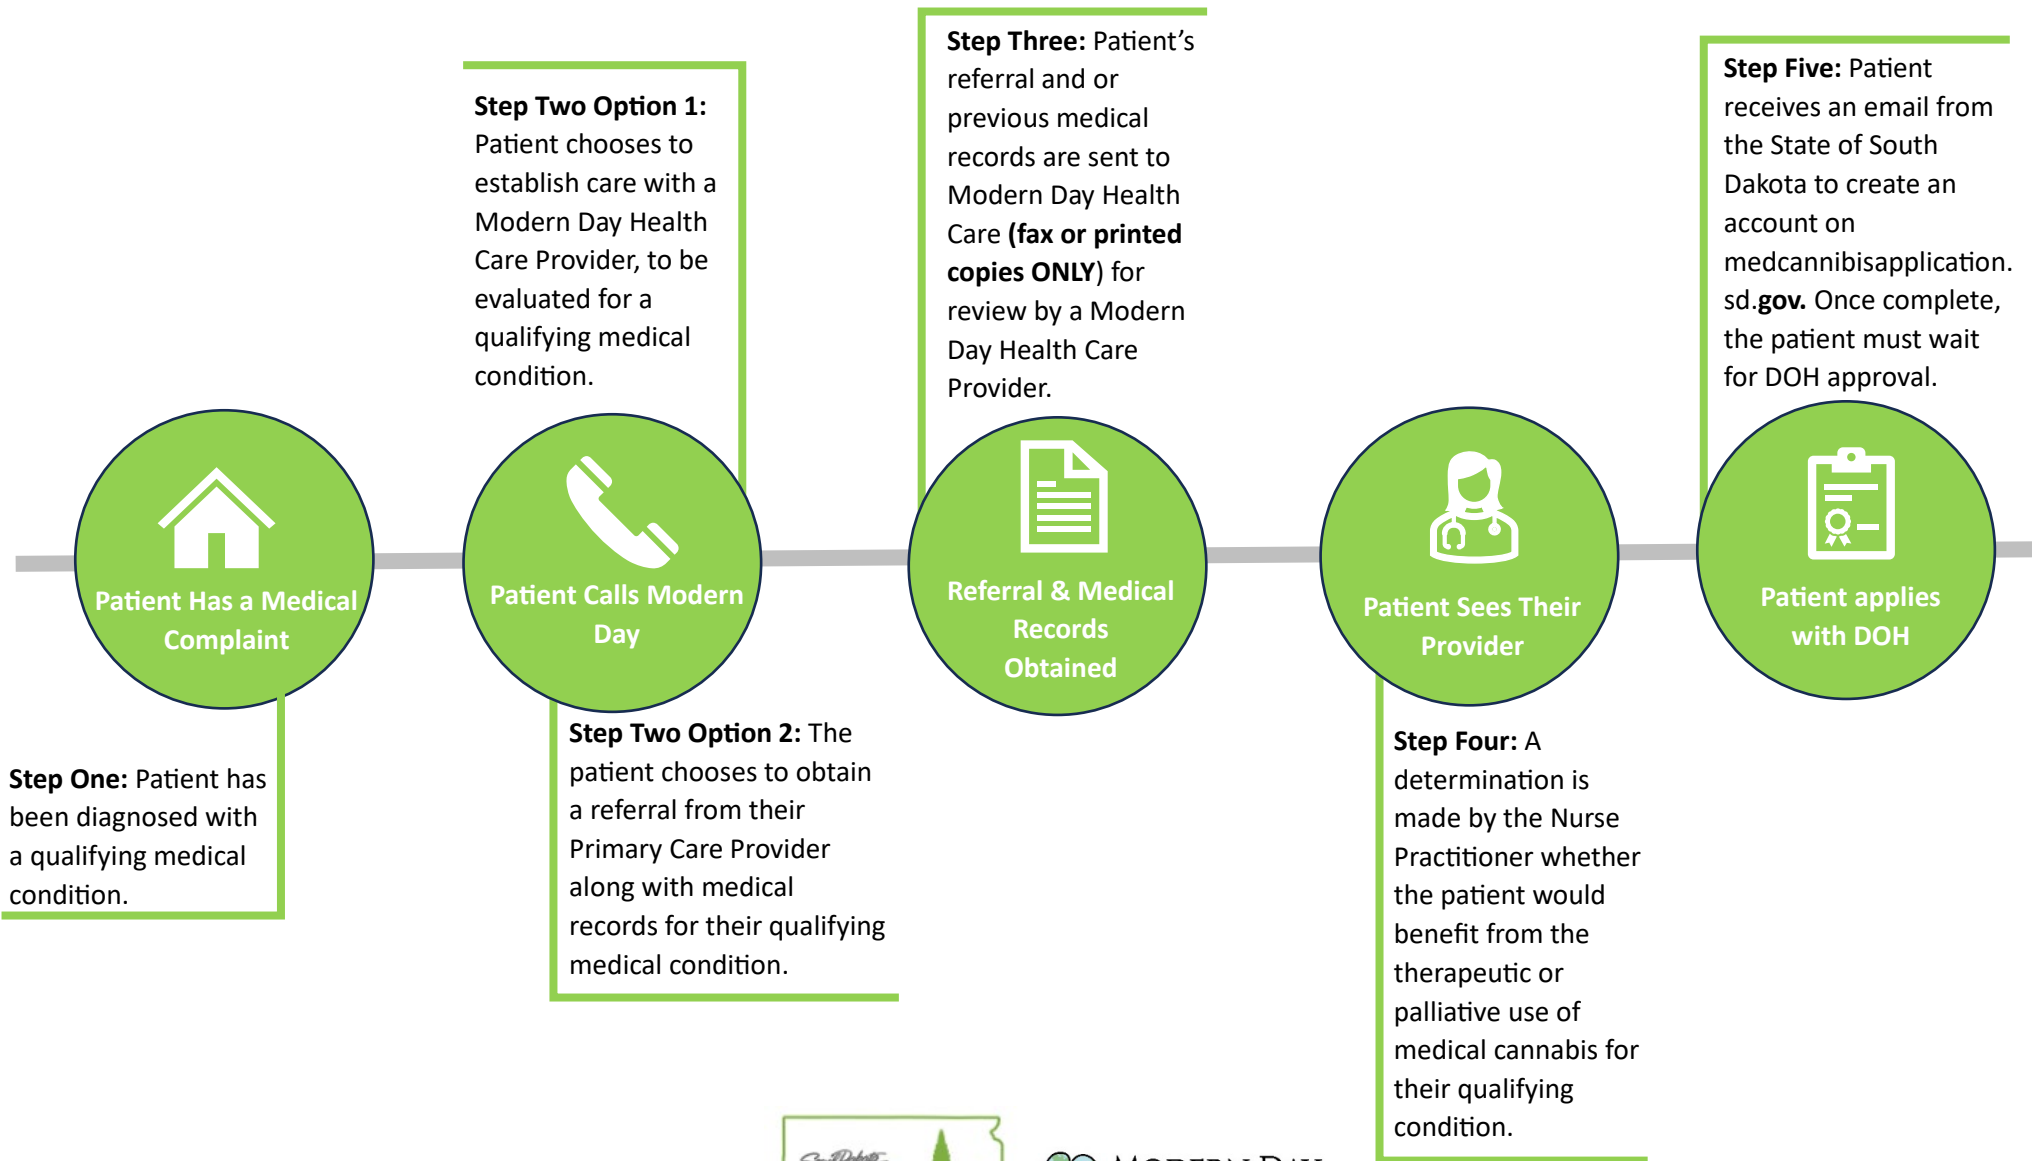 Step One: Patient has
been diagnosed with
a qualifying medical
condition.
Patient Has a Medical
Complaint
Step Two Option 1:
Patient chooses to
establish care with a
Modern Day Health
Care Provider, to be
evaluated for a
qualifying medical
condition.
Patient Calls Modern
Day
Step Two Option 2: The
patient chooses to obtain
a referral from their
Primary Care Provider
along with medical
records for their qualifying
medical condition.
Step Three: Patient’s
referral and or
previous medical
records are sent to
Modern Day Health
Care (fax or printed
copies ONLY) for
review by a Modern
Day Health Care
Provider.
Referral & Medical
Records
Obtained
Patient Sees Their
Provider
Step Four: A
determination is
made by the Nurse
Practitioner whether
the patient would
benefit from the
therapeutic or
palliative use of
medical cannabis for
their qualifying
condition.
Step Five: Patient
receives an email from
the State of South
Dakota to create an
account on
medcannibisapplication.
sd.gov. Once complete,
the patient must wait
for DOH approval.
Patient applies
with DOH
South Dakota
MODERN DAY